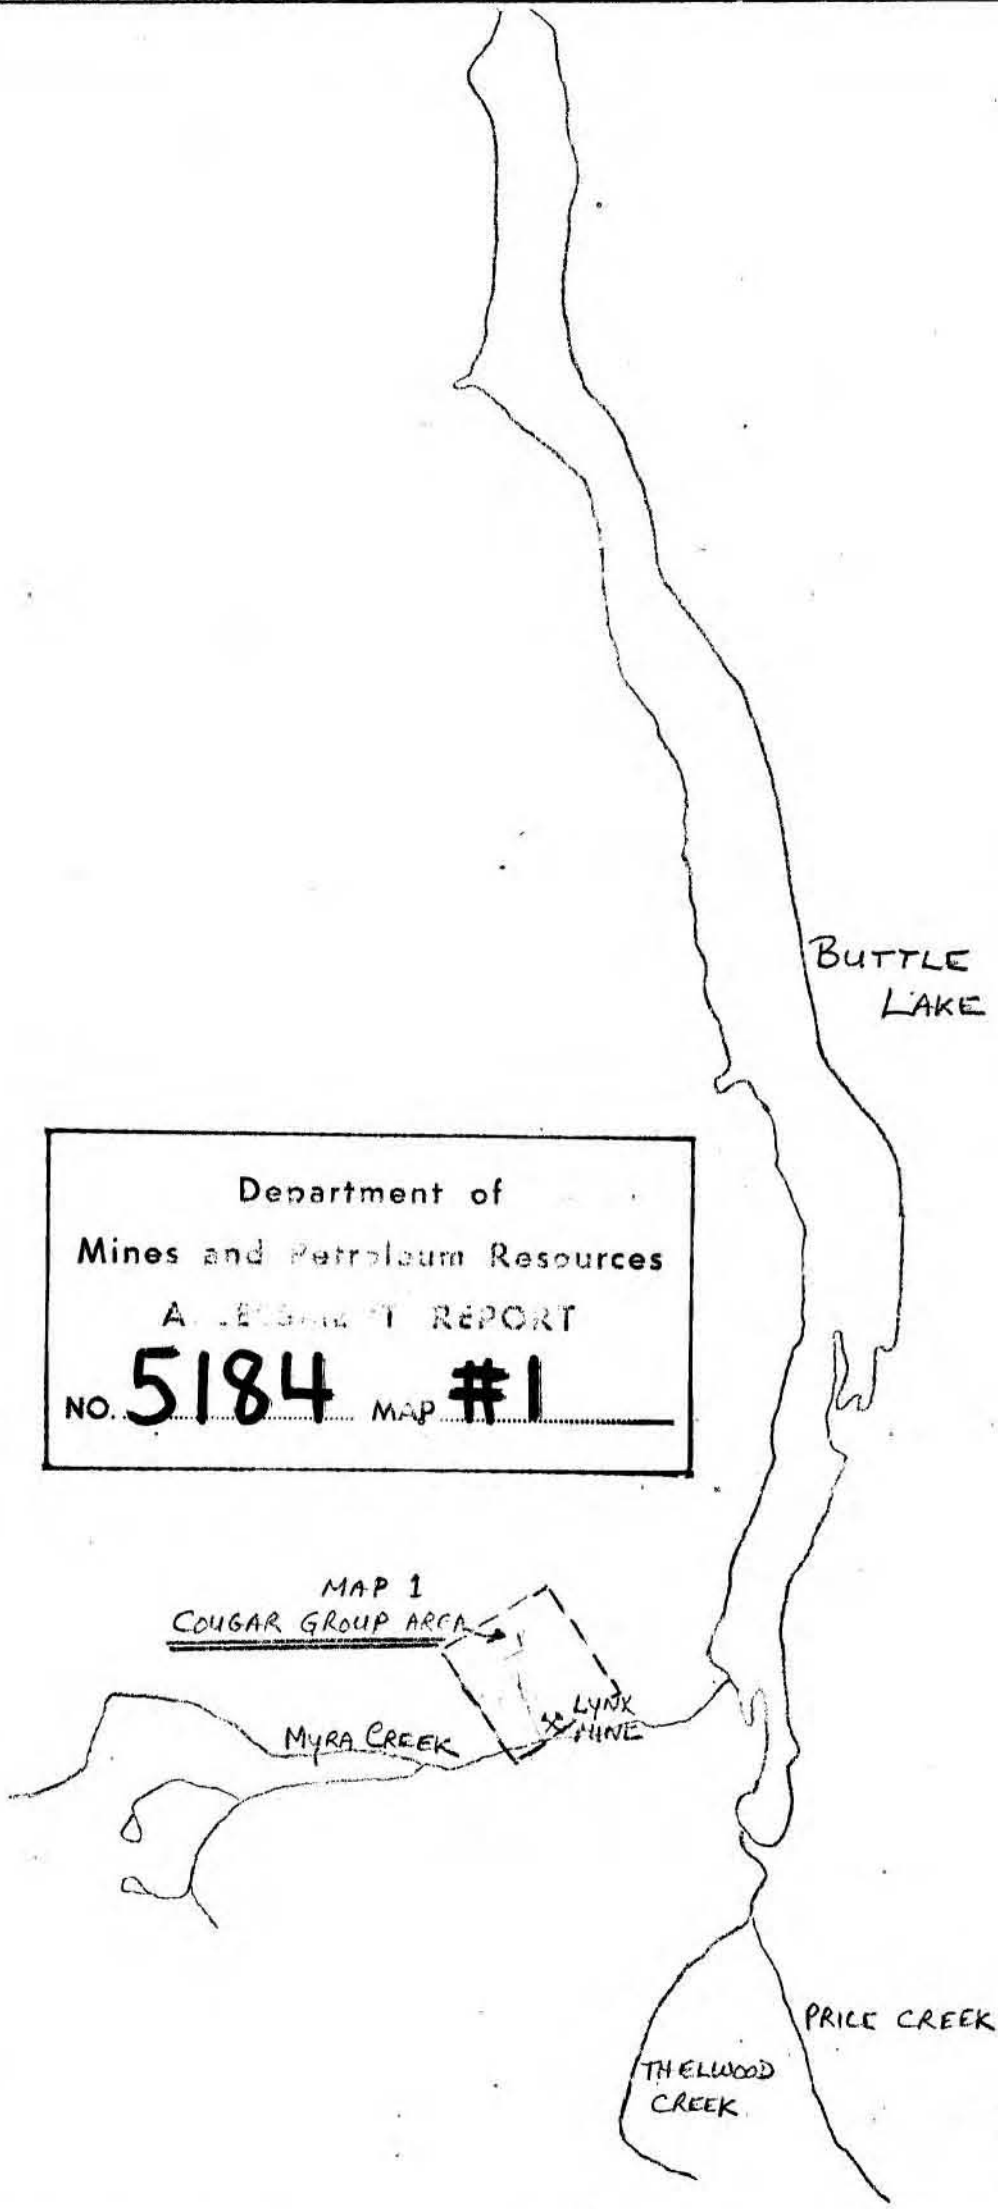 BUTTLE
LAKE
Department of
Mines and Petroleum Resources
REPORT
NO. 5184 MAP #1
MAP 1
COUGAR GROUP AREA
LYNX
MINE
MYRA CREEK
PRICE CREEK
THELWOOD
CREEK